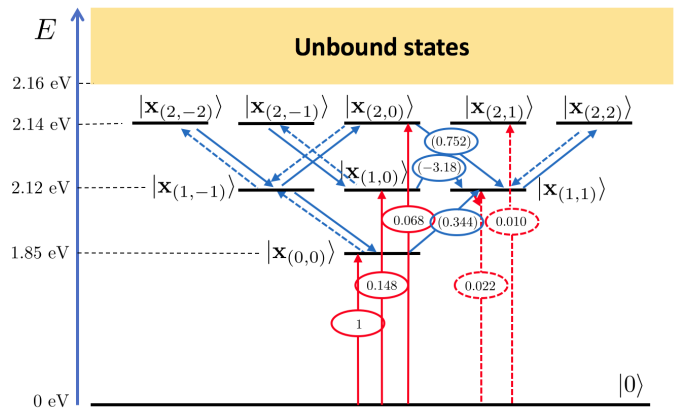 E
Unbound states
2.16 eV
|x(2,−2)⟩ |x(2,−1)⟩ |x(2,0)⟩ |x(2,1)⟩ |x(2,2)⟩
2.14 eV
(0.752)
(−3.18)
|x(1,−1)⟩ |x(1,0)⟩ |x(1,1)⟩
2.12 eV
0.068 (0.344) 0.010
|x(0,0)⟩
1.85 eV
0.148 0.022
1
|0⟩
0 eV